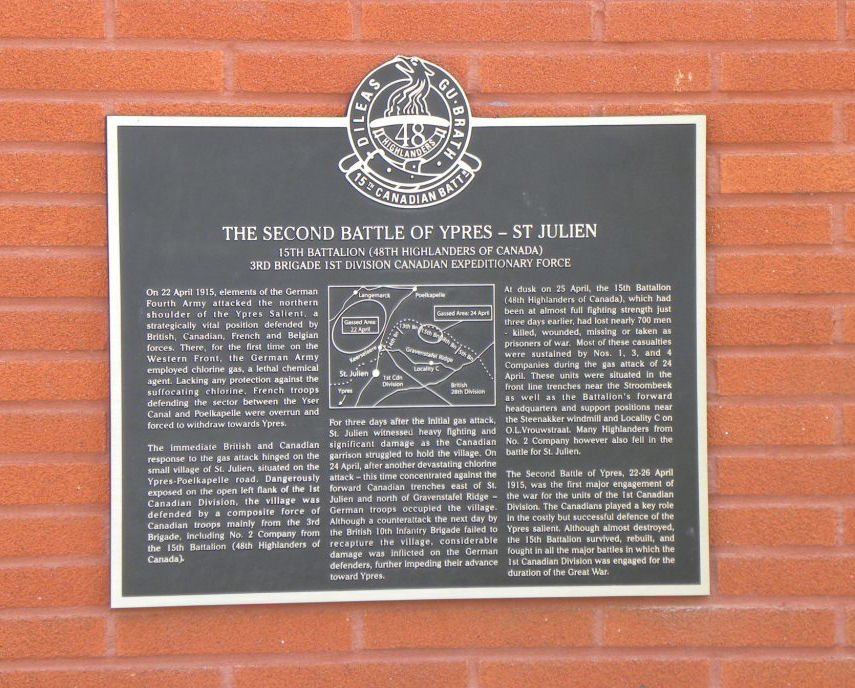 DILEAS GU-BRATH
48
HIGHLANDERS
15TH CANADIAN BATTN
THE SECOND BATTLE OF YPRES – ST JULIEN
15TH BATTALION (48TH HIGHLANDERS OF CANADA)
3RD BRIGADE 1ST DIVISION CANADIAN EXPEDITIONARY FORCE
On 22 April 1915, elements of the German
Fourth Army attacked the northern
shoulder of the Ypres Salient, a
strategically vital position defended by
British, Canadian, French and Belgian
forces. There, for the first time on the
Western Front, the German Army
employed chlorine gas, a lethal chemical
agent. Lacking any protection against the
suffocating chlorine, French troops
defending the sector between the Yser
Canal and Poelkapelle were overrun and
forced to withdraw towards Ypres.
The immediate British and Canadian
response to the gas attack hinged on the
small village of St. Julien, situated on the
Ypres-Poelkapelle road. Dangerously
exposed on the open left flank of the 1st
Canadian Division, the village was
defended by a composite force of
Canadian troops mainly from the 3rd
Brigade, including No. 2 Company from
the 15th Battalion (48th Highlanders of
Canada).
Langemarck
Poelkapelle
Gassed Area:
22 April
Gassed Area: 24 April
13th Bn
15th Bn
8th Bn
5th Bn
Gravenstafel Ridge
Locality C
St. Julien
1st Cdn
Division
Ypres
British
28th Division
For three days after the initial gas attack,
St. Julien witnessed heavy fighting and
significant damage as the Canadian
garrison struggled to hold the village. On
24 April, after another devastating chlorine
attack – this time concentrated against the
forward Canadian trenches east of St.
Julien and north of Gravenstafel Ridge –
German troops occupied the village.
Although a counterattack the next day by
the British 10th Infantry Brigade failed to
recapture the village, considerable
damage was inflicted on the German
defenders, further impeding their advance
toward Ypres.
At dusk on 25 April, the 15th Battalion
(48th Highlanders of Canada), which had
been at almost full fighting strength just
three days earlier, had lost nearly 700 men
- killed, wounded, missing or taken as
prisoners of war. Most of these casualties
were sustained by Nos. 1, 3, and 4
Companies during the gas attack of 24
April. These units were situated in the
front line trenches near the Stroombeek
as well as the Battalion's forward
headquarters and support positions near
the Steenakker windmill and Locality C on
O.L.Vrouwstraat. Many Highlanders from
No. 2 Company however also fell in the
battle for St. Julien.
The Second Battle of Ypres, 22-26 April
1915, was the first major engagement of
the war for the units of the 1st Canadian
Division. The Canadians played a key role
in the costly but successful defence of the
Ypres salient. Although almost destroyed,
the 15th Battalion survived, rebuilt, and
fought in all the major battles in which the
1st Canadian Division was engaged for the
duration of the Great War.